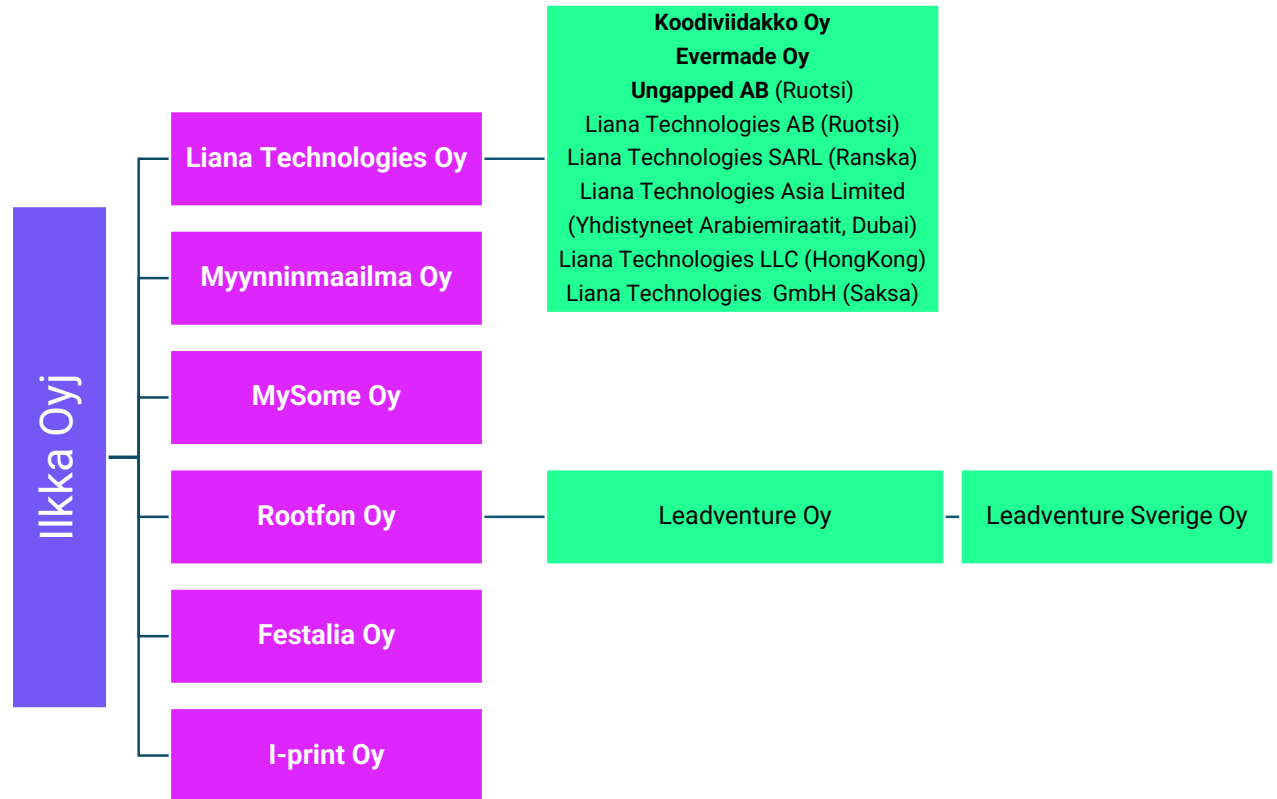 Ilkka Oyj
Liana Technologies Oy
Koodiviidakko Oy
Evermade Oy
Ungapped AB (Ruotsi)
Liana Technologies AB (Ruotsi)
Liana Technologies SARL (Ranska)
Liana Technologies Asia Limited
(Yhdistyneet Arabiemiraatit, Dubai)
Liana Technologies LLC (HongKong)
Liana Technologies  GmbH (Saksa)
Myynninmaailma Oy
MySome Oy
Rootfon Oy
Leadventure Oy
Leadventure Sverige Oy
Festalia Oy
I-print Oy